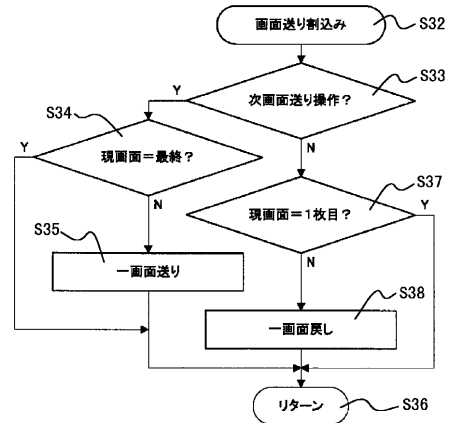 画面送り割込み
S32
次画面送り操作？
S33
Y
N
S34
現画面＝最終？
Y
N
S37
現画面＝１枚目？
Y
N
S35
一画面送り
S38
一画面戻し
リターン
S36